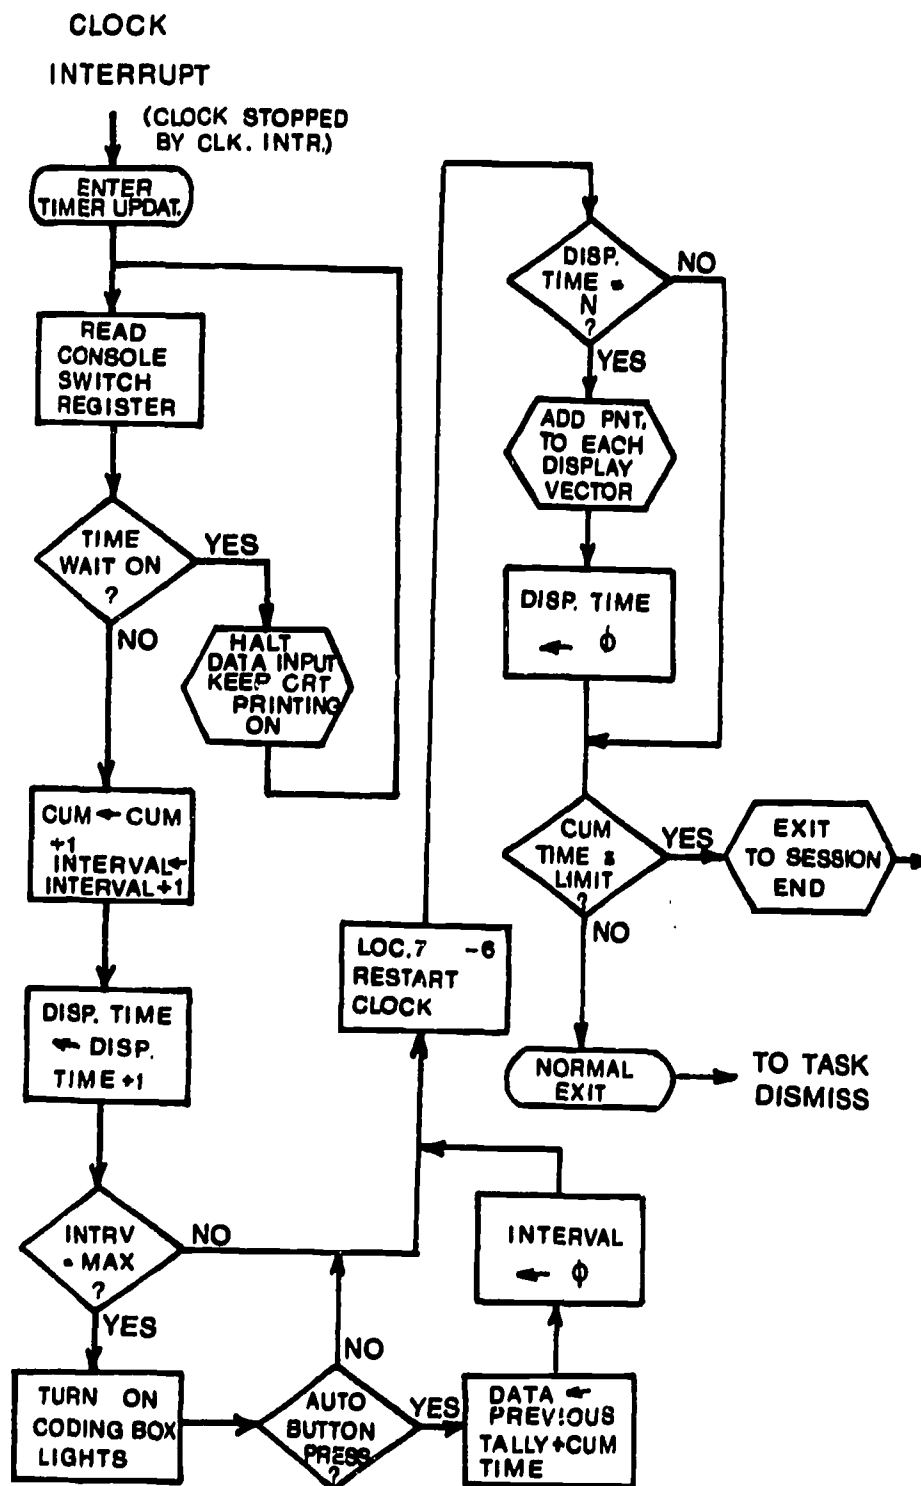 CLOCK
INTERRUPT
(CLOCK STOPPED
BY CLK. INTR.)
ENTER
TIMER UPDAT.
READ
CONSOLE
SWITCH
REGISTER
TIME
WAIT ON
?
YES
NO
HALT
DATA INPUT
KEEP CRT
PRINTING
ON
CUM ← CUM
+1
INTERVAL←
INTERVAL+1
DISP. TIME
← DISP.
TIME+1
INTRV
= MAX
?
NO
YES
TURN ON
CODING BOX
LIGHTS
AUTO
BUTTON
PRESS
?
NO
YES
DATA ←
PREVIOUS
TALLY+CUM
TIME
INTERVAL
← ϕ
LOC.7 -6
RESTART
CLOCK
DISP.
TIME =
N
?
NO
YES
ADD PNT.
TO EACH
DISPLAY
VECTOR
DISP. TIME
← ϕ
CUM
TIME =
LIMIT
?
YES
NO
EXIT
TO SESSION
END
NORMAL
EXIT
TO TASK
DISMISS